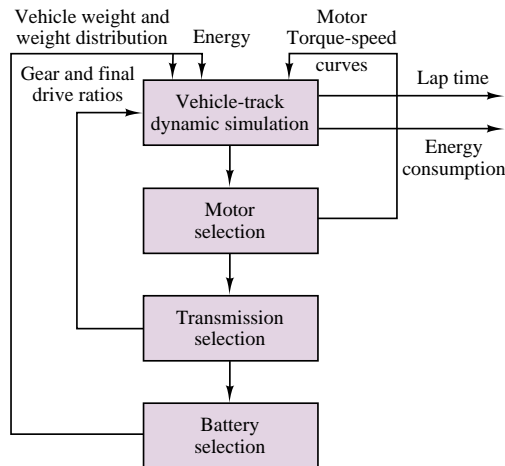 Vehicle weight and
weight distribution
Energy
Motor
Torque-speed
curves
Gear and final
drive ratios
Lap time
Vehicle-track
dynamic simulation
Energy
consumption
Motor
selection
Transmission
selection
Battery
selection